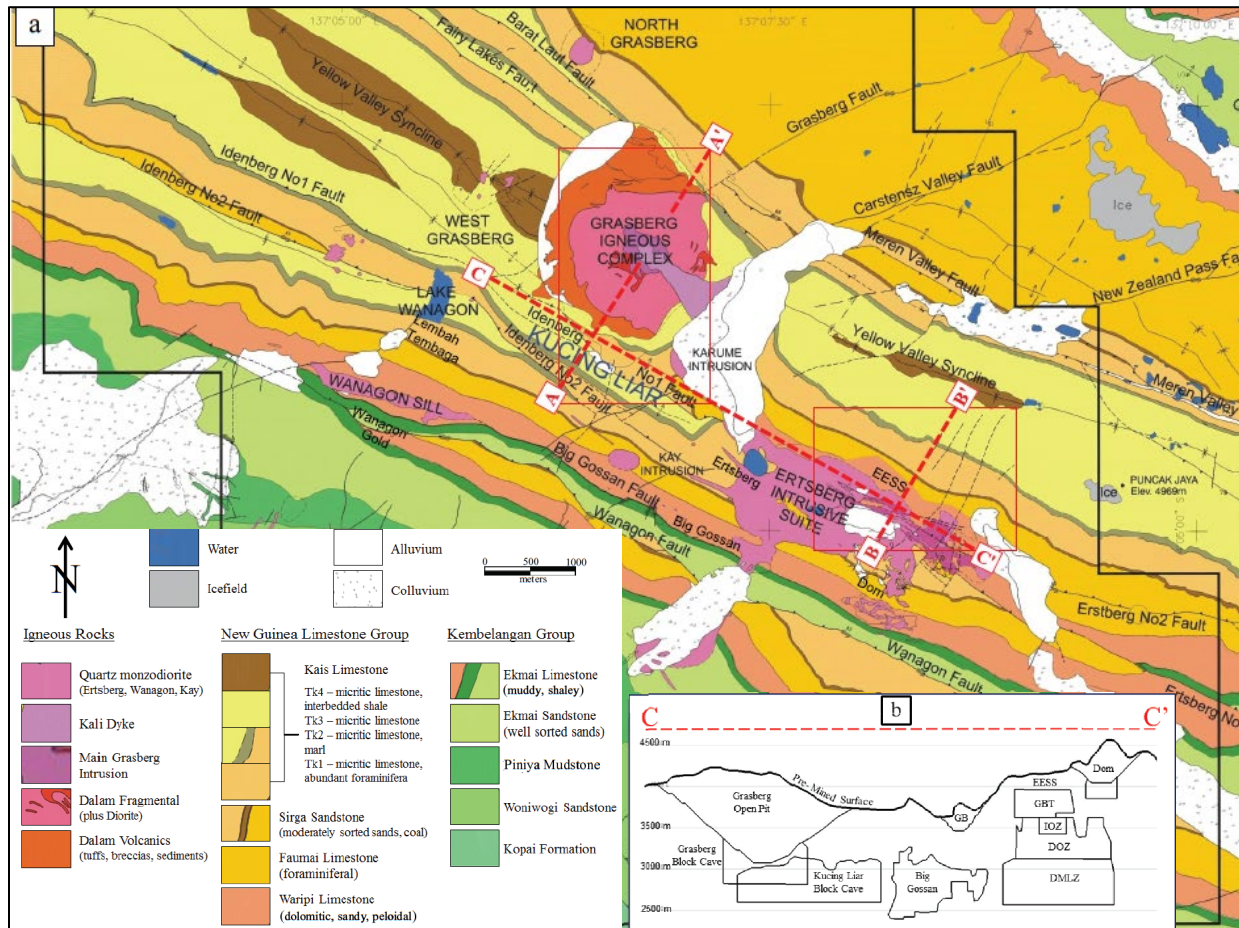 a
137°05'00" E
137°07'30" E
137°10'00" E
NORTH
GRASBERG
Barat Laut Fault
Fairy Lakes Fau,t
Yellow Valley Syncline
Grasberg Fault
A'
Idenberg No1 Fault
Idenberg No2 Fault
Carstensz Valley Fault
Ice
WEST
GRASBERG
GRASBERG
IGNEOUS
COMPLEX
Meren Valley Fault
New Zealand Pass Fa
C
LAKE
WANAGON
Lembah
Tembaga
Idenberg
No1 Fault
KUCING LIAR
Idenberg No2 Fault
KARUME
INTRUSION
Yellow Valley Syncline
Meren Valley
A
B'
WANAGON SILL
Wanagon
Gold
Big Gossan Fault
KAY
INTRUSION
Ertsberg
EESS
ERTSBERG
INTRUSIVE
SUITE
Ice
PUNCAK JAYA
Elev. 4969m
Wanagon Fault
Big Gossan
B
C'
Dom
Erstberg No2 Fault
Wanagon Fault
Ertsberg No
N
Water
Icefield
Alluvium
Colluvium
0 500 1000
meters
Igneous Rocks
Quartz monzodiorite
(Ertsberg, Wanagon, Kay)
Kali Dyke
Main Grasberg
Intrusion
Dalam Fragmental
(plus Diorite)
Dalam Volcanics
(tuffs, breccias, sediments)
New Guinea Limestone Group
Kais Limestone
Tk4 – micritic limestone,
interbedded shale
Tk3 – micritic limestone
Tk2 – micritic limestone,
marl
Tk1 – micritic limestone,
abundant foraminifera
Sirga Sandstone
(moderately sorted sands, coal)
Faumai Limestone
(foraminiferal)
Waripi Limestone
(dolomitic, sandy, peloidal)
Kembelangan Group
Ekmai Limestone
(muddy, shaley)
Ekmai Sandstone
(well sorted sands)
Piniya Mudstone
Woniwogi Sandstone
Kopai Formation
C
b
C'
4500m
4000m
3500m
3000m
2500m
Pre-Mined Surface
Grasberg
Open Pit
Grasberg
Block Cave
Kucing Liar
Block Cave
GB
Big
Gossan
EESS
Dom
GBT
IOZ
DOZ
DMLZ